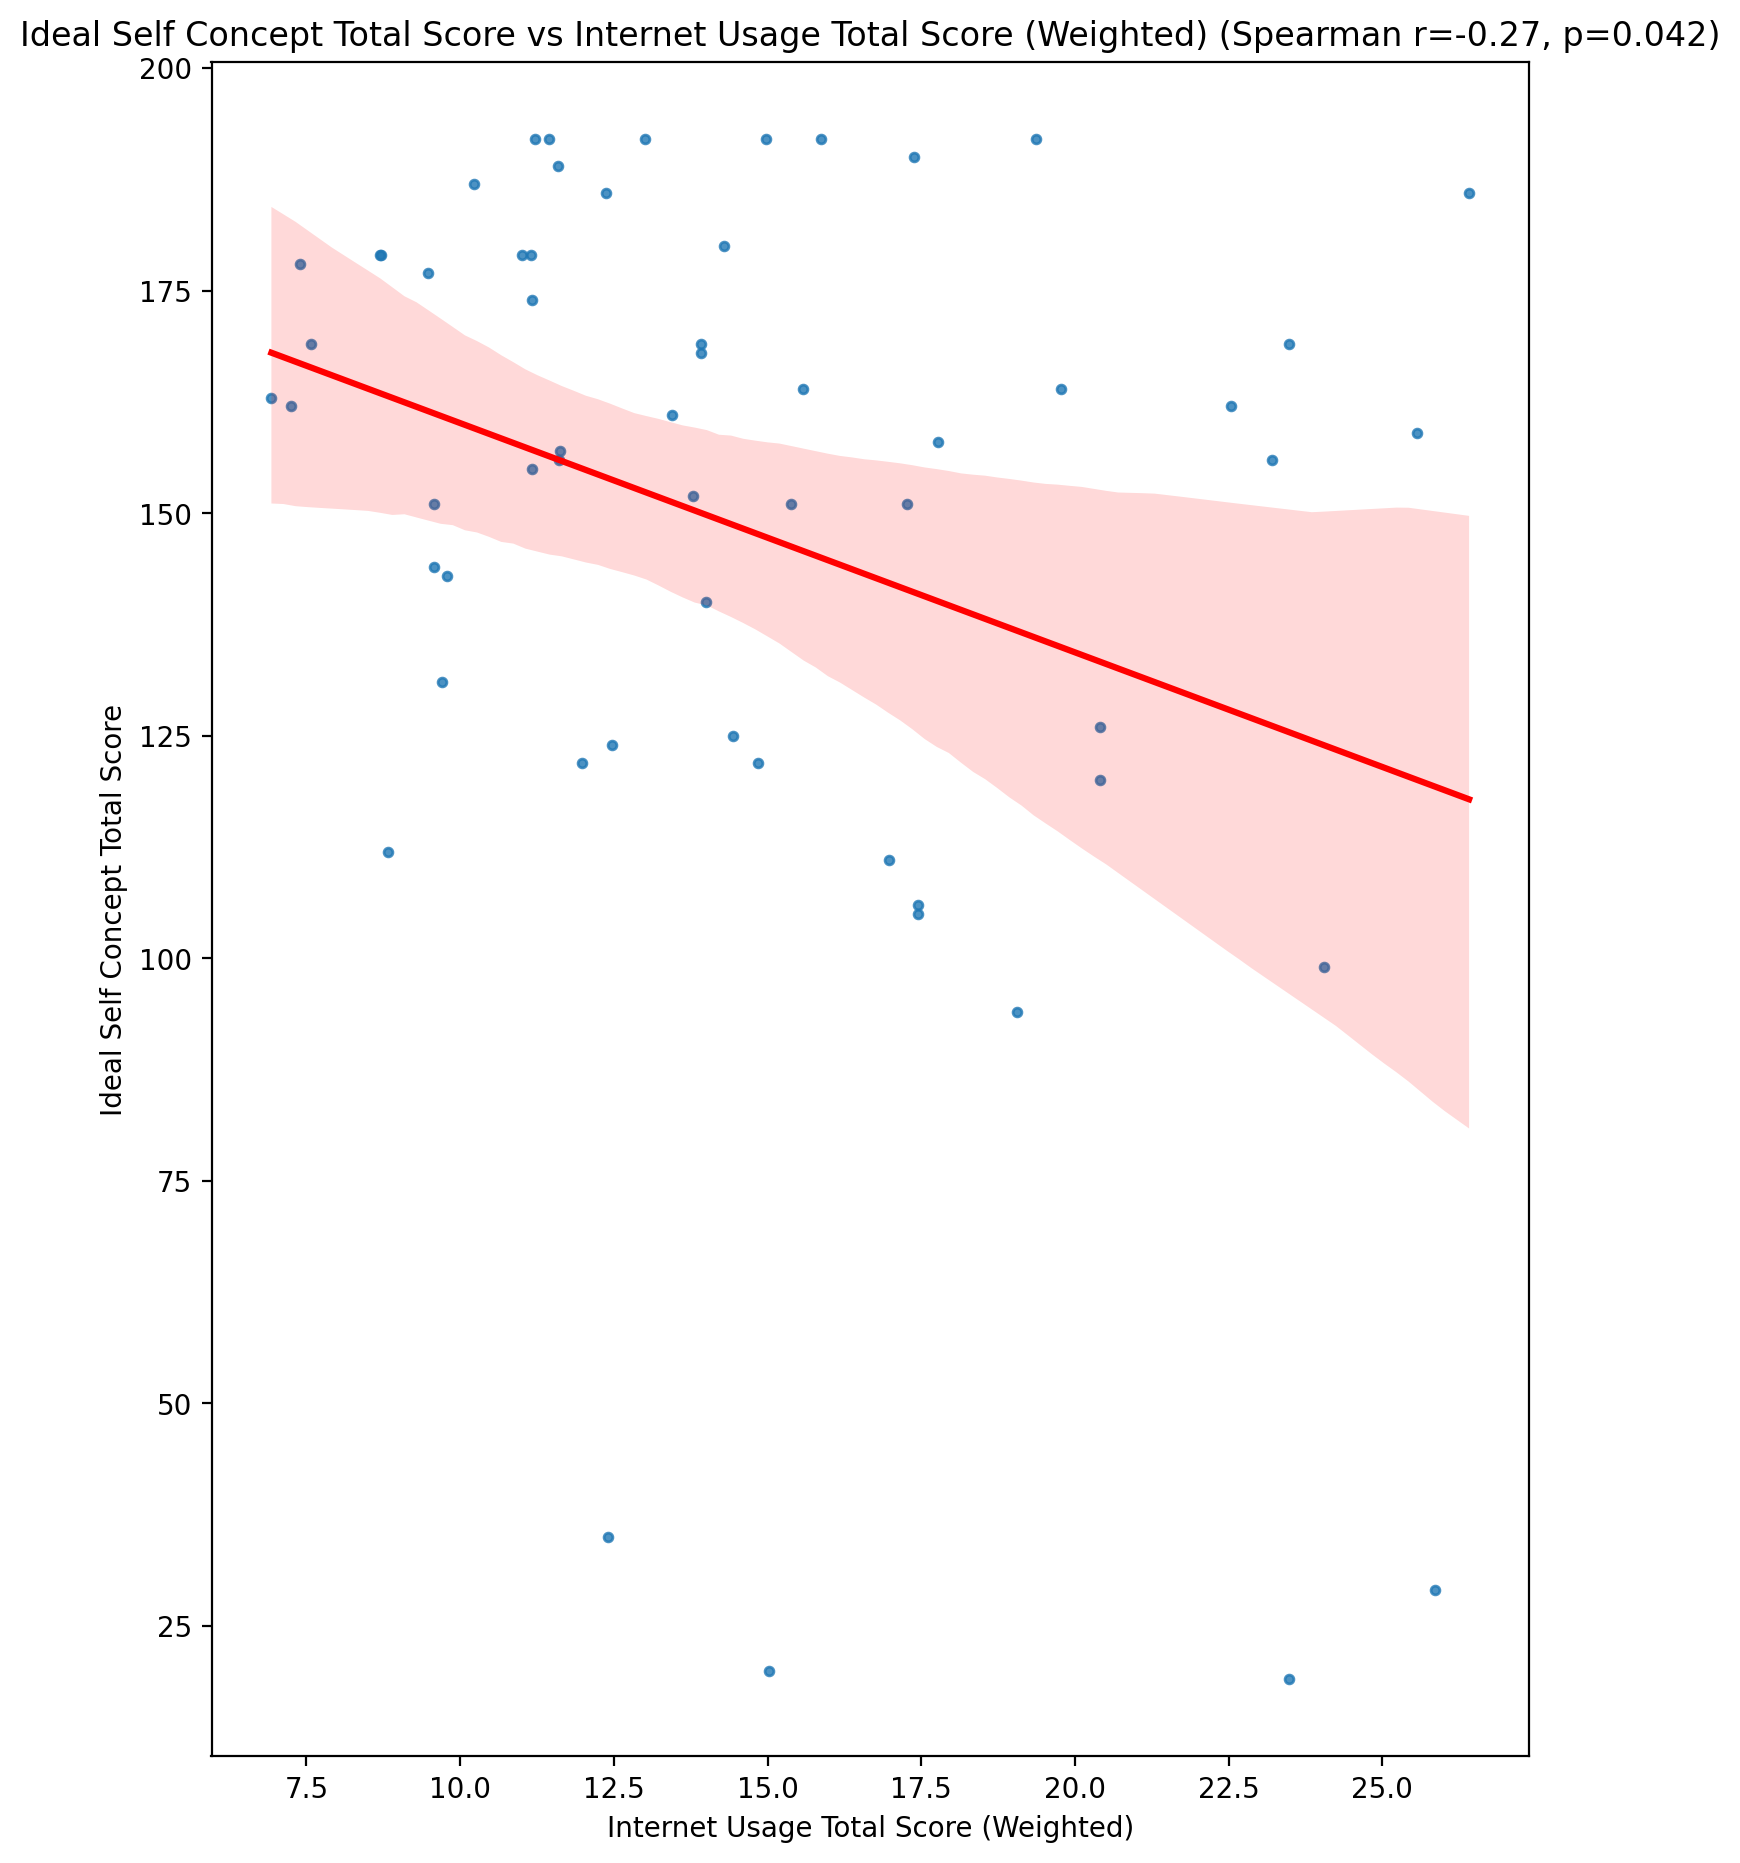 Ideal Self Concept Total Score vs Internet Usage Total Score (Weighted) (Spearman r=-0.27, p=0.042)
200
175
150
125
100
75
50
25
Ideal Self Concept Total Score
7.5 10.0 12.5 15.0 17.5 20.0 22.5 25.0
Internet Usage Total Score (Weighted)